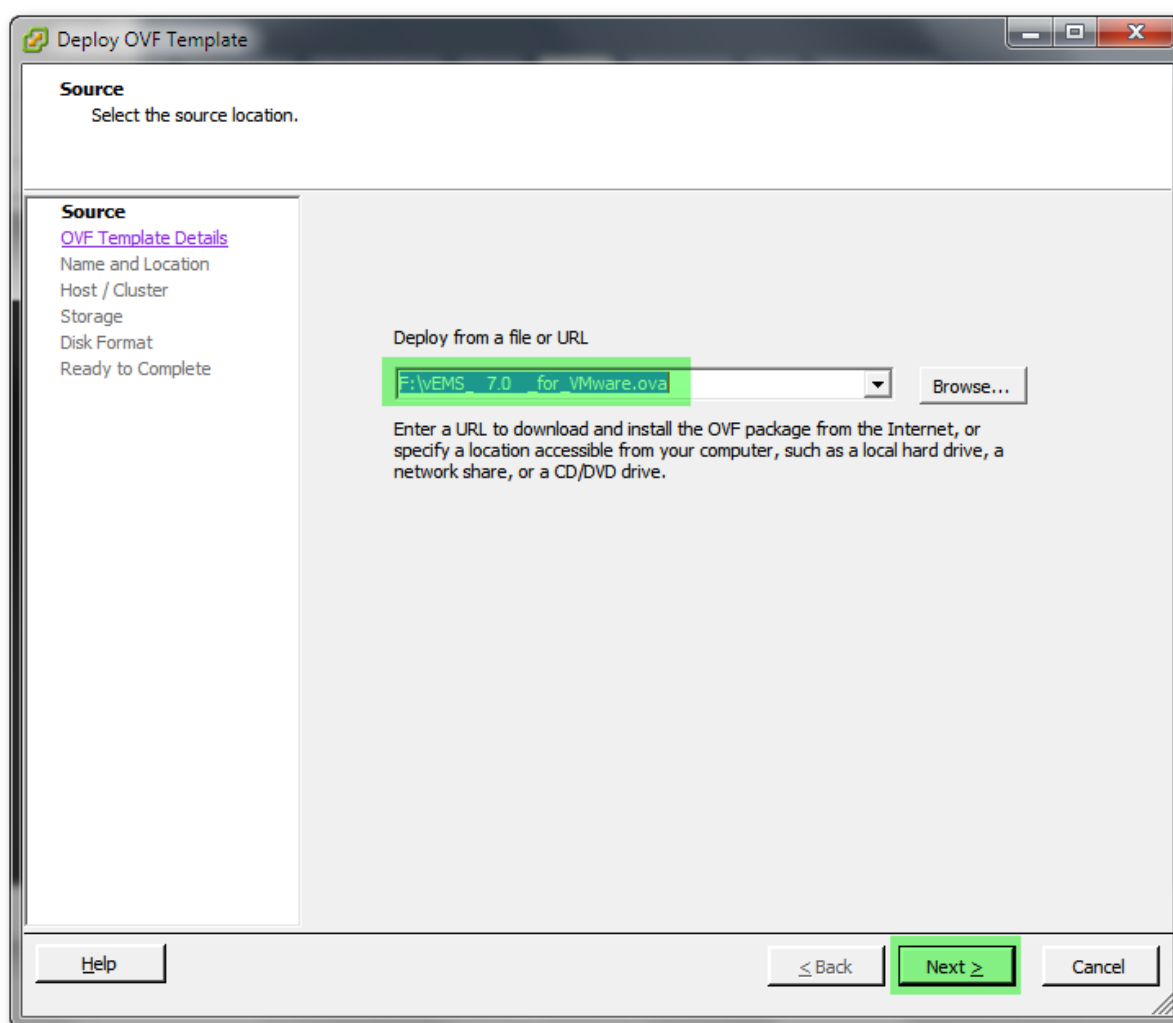 Deploy OVF Template
Source
Select the source location.
Source
OVF Template Details
Name and Location
Host / Cluster
Storage
Disk Format
Ready to Complete
Deploy from a file or URL
F:\vEMS_ 7.0 _for_VMware.ova
Browse...
Enter a URL to download and install the OVF package from the Internet, or
specify a location accessible from your computer, such as a local hard drive, a
network share, or a CD/DVD drive.
Help
< Back
Next >
Cancel